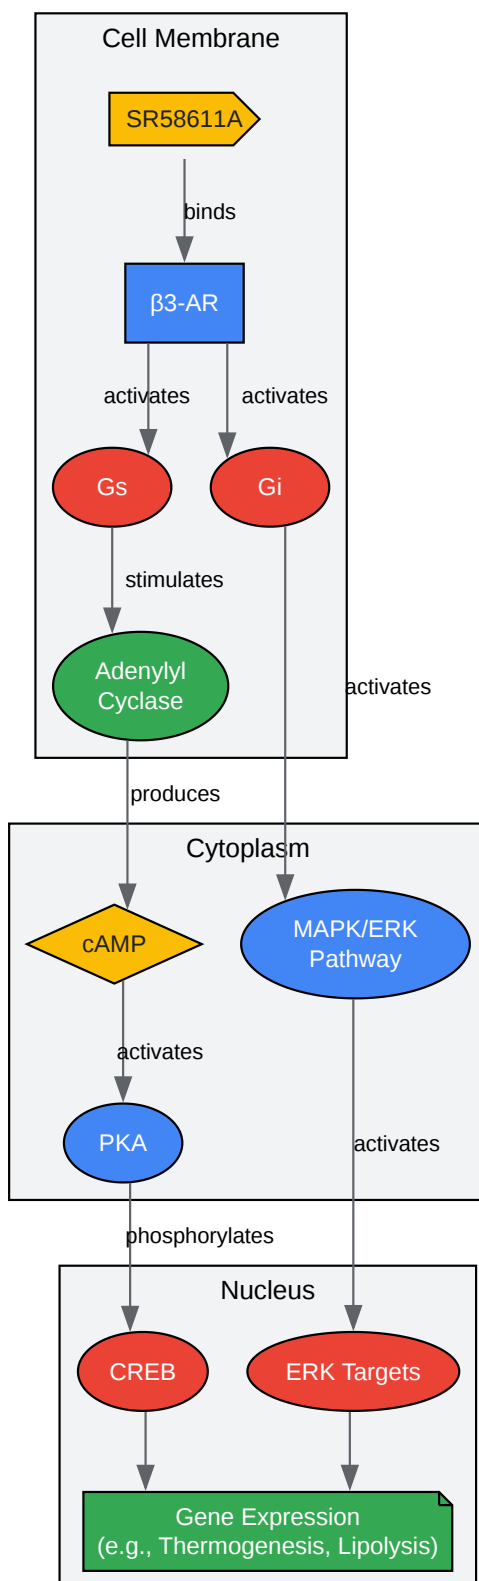 Cell Membrane
SR58611A
binds
β3-AR
activates
activates
Gs
Gi
stimulates
Adenylyl
Cyclase
activates
produces
Cytoplasm
cAMP
MAPK/ERK
Pathway
activates
PKA
activates
phosphorylates
Nucleus
CREB
ERK Targets
Gene Expression
(e.g., Thermogenesis, Lipolysis)